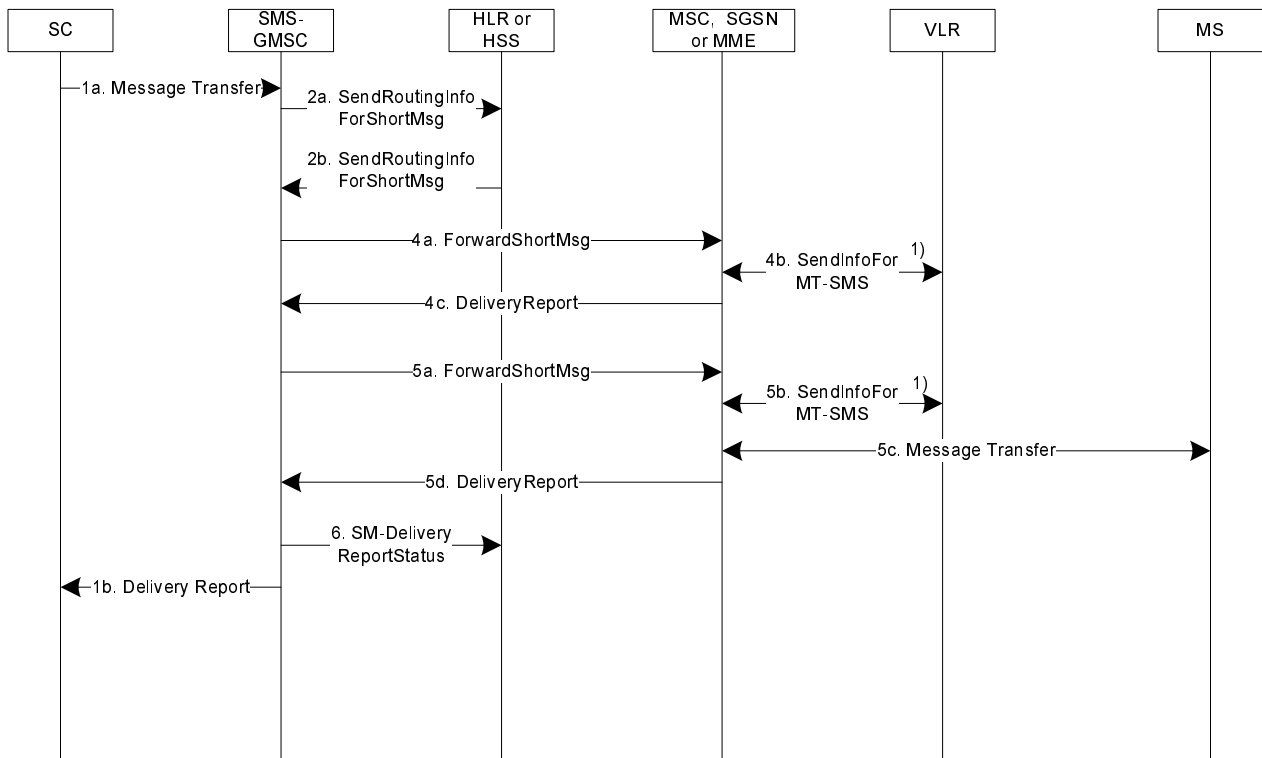 SC
SMS-
GMSC
HLR or
HSS
MSC, SGSN
or MME
VLR
MS
1a. Message Transfer
2a. SendRoutingInfo
ForShortMsg
2b. SendRoutingInfo
ForShortMsg
4a. ForwardShortMsg
4b. SendInfoFor
MT-SMS
1)
4c. DeliveryReport
5a. ForwardShortMsg
5b. SendInfoFor
MT-SMS
1)
5c. Message Transfer
5d. DeliveryReport
6. SM-Delivery
ReportStatus
1b. Delivery Report